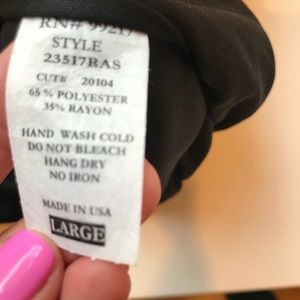 RN# 99217
STYLE
23517RAS
CUT# 20104
65 % POLYESTER
35% RAYON
HAND WASH COLD
DO NOT BLEACH
HANG DRY
NO IRON
MADE IN USA
LARGE